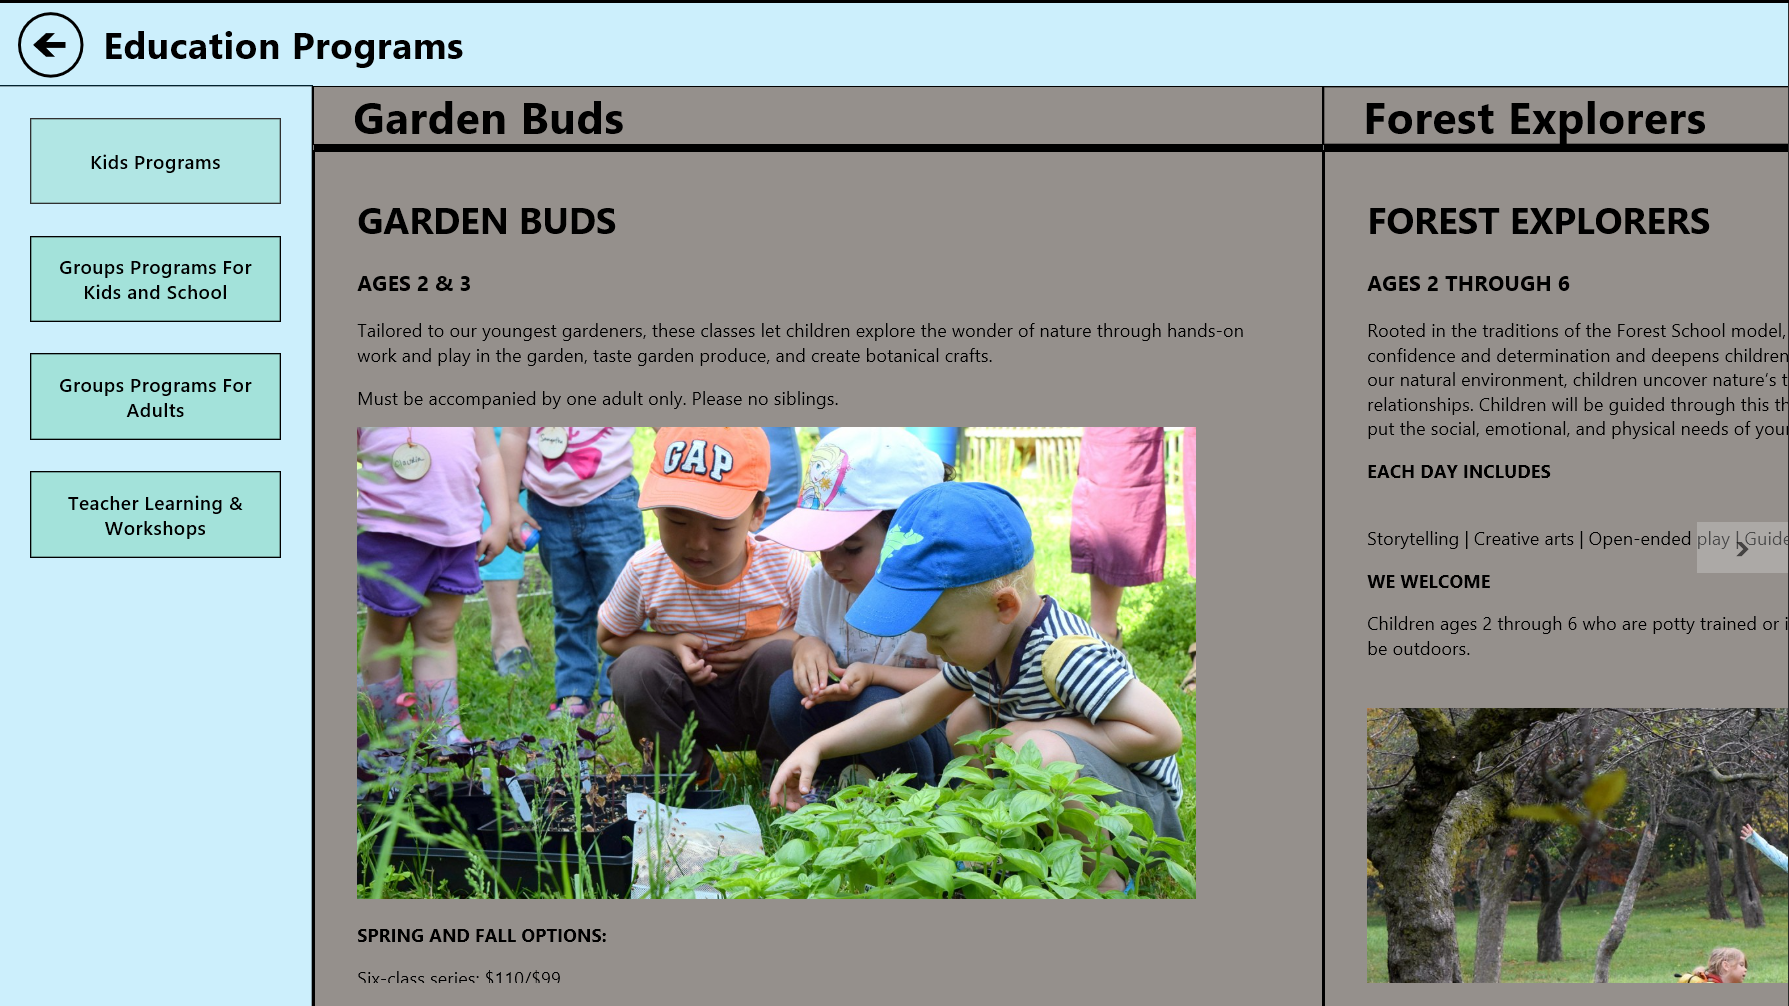 Education Programs
Kids Programs
Groups Programs For
Kids and School
Groups Programs For
Adults
Teacher Learning &
Workshops
Garden Buds
GARDEN BUDS
AGES 2 & 3
Tailored to our youngest gardeners, these classes let children explore the wonder of nature through hands-on
work and play in the garden, taste garden produce, and create botanical crafts.
Must be accompanied by one adult only. Please no siblings.
GAP
SPRING AND FALL OPTIONS:
Six-class series: $110/$99
Forest Explorers
FOREST EXPLORERS
AGES 2 THROUGH 6
Rooted in the traditions of the Forest School model,
confidence and determination and deepens children
our natural environment, children uncover nature's t
relationships. Children will be guided through this th
put the social, emotional, and physical needs of you
EACH DAY INCLUDES
Storytelling | Creative arts | Open-ended play | Guide
WE WELCOME
Children ages 2 through 6 who are potty trained or i
be outdoors.